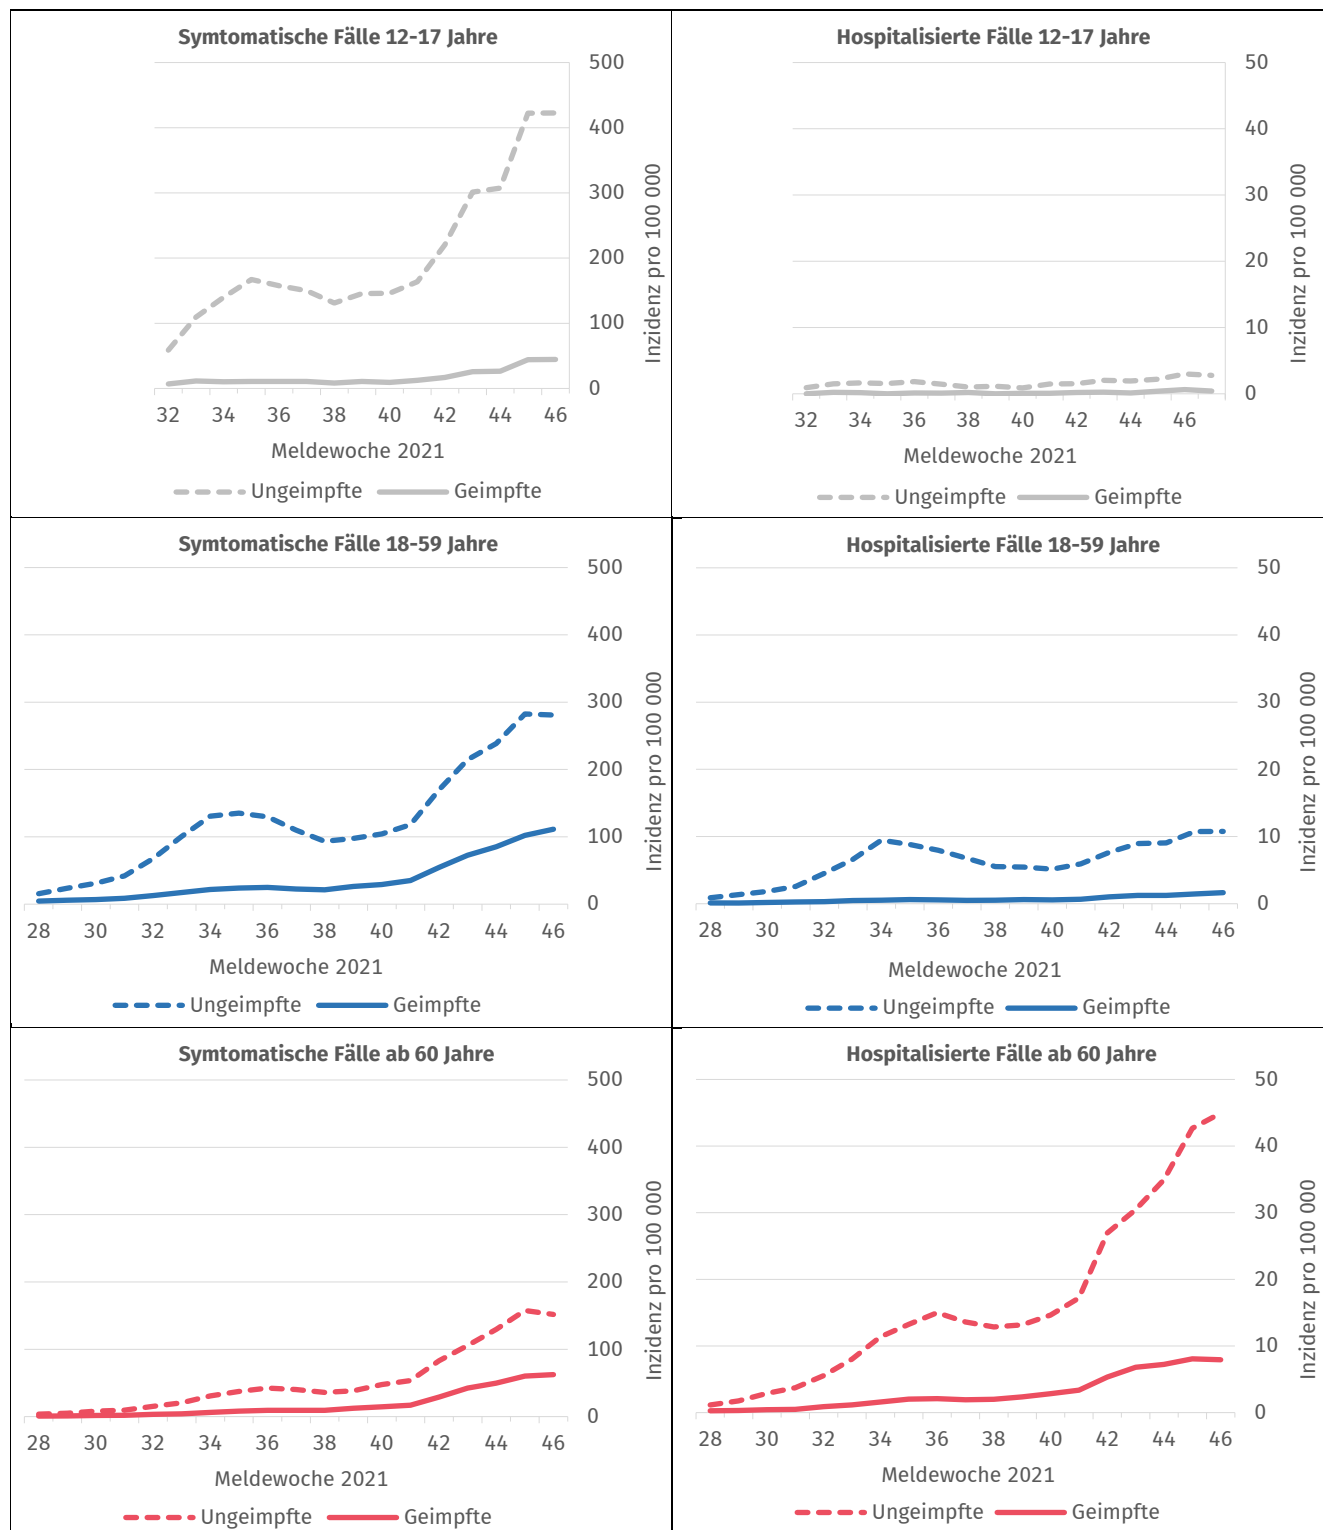 Symtomatische Fälle 12-17 Jahre
500
400
300
200
100
0
Inzidenz pro 100 000
32 34 36 38 40 42 44 46
Meldewoche 2021
Ungeimpfte Geimpfte
Hospitalisierte Fälle 12-17 Jahre
50
40
30
20
10
0
Inzidenz pro 100 000
32 34 36 38 40 42 44 46
Meldewoche 2021
Ungeimpfte Geimpfte
Symtomatische Fälle 18-59 Jahre
500
400
300
200
100
0
Inzidenz pro 100 000
28 30 32 34 36 38 40 42 44 46
Meldewoche 2021
Ungeimpfte Geimpfte
Hospitalisierte Fälle 18-59 Jahre
50
40
30
20
10
0
Inzidenz pro 100 000
28 30 32 34 36 38 40 42 44 46
Meldewoche 2021
Ungeimpfte Geimpfte
Symtomatische Fälle ab 60 Jahre
500
400
300
200
100
0
Inzidenz pro 100 000
28 30 32 34 36 38 40 42 44 46
Meldewoche 2021
Ungeimpfte Geimpfte
Hospitalisierte Fälle ab 60 Jahre
50
40
30
20
10
0
Inzidenz pro 100 000
28 30 32 34 36 38 40 42 44 46
Meldewoche 2021
Ungeimpfte Geimpfte